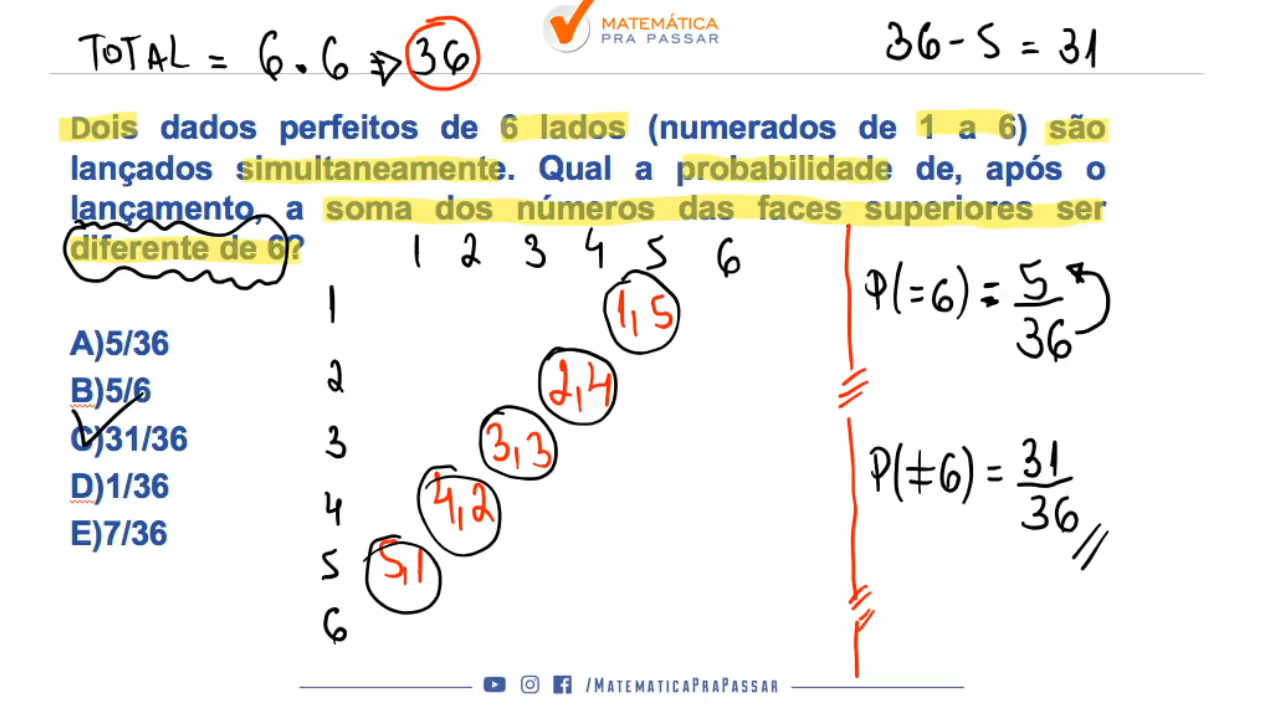 MATEMÁTICA
PRA PASSAR
TOTAL = 6 . 6 => 36
36 - 5 = 31
Dois dados perfeitos de 6 lados (numerados de 1 a 6) são
lançados simultaneamente. Qual a probabilidade de, após o
lançamento, a soma dos números das faces superiores ser
diferente de 6?
A)5/36
B)5/6
C)31/36
D)1/36
E)7/36
1 2 3 4 5 6
1 1,5
2 2,4
3 3,3
4 4,2
5 5,1
6
P(=6) = 5/36
P(≠6) = 31/36
/MATEMATICAPRAPASSAR